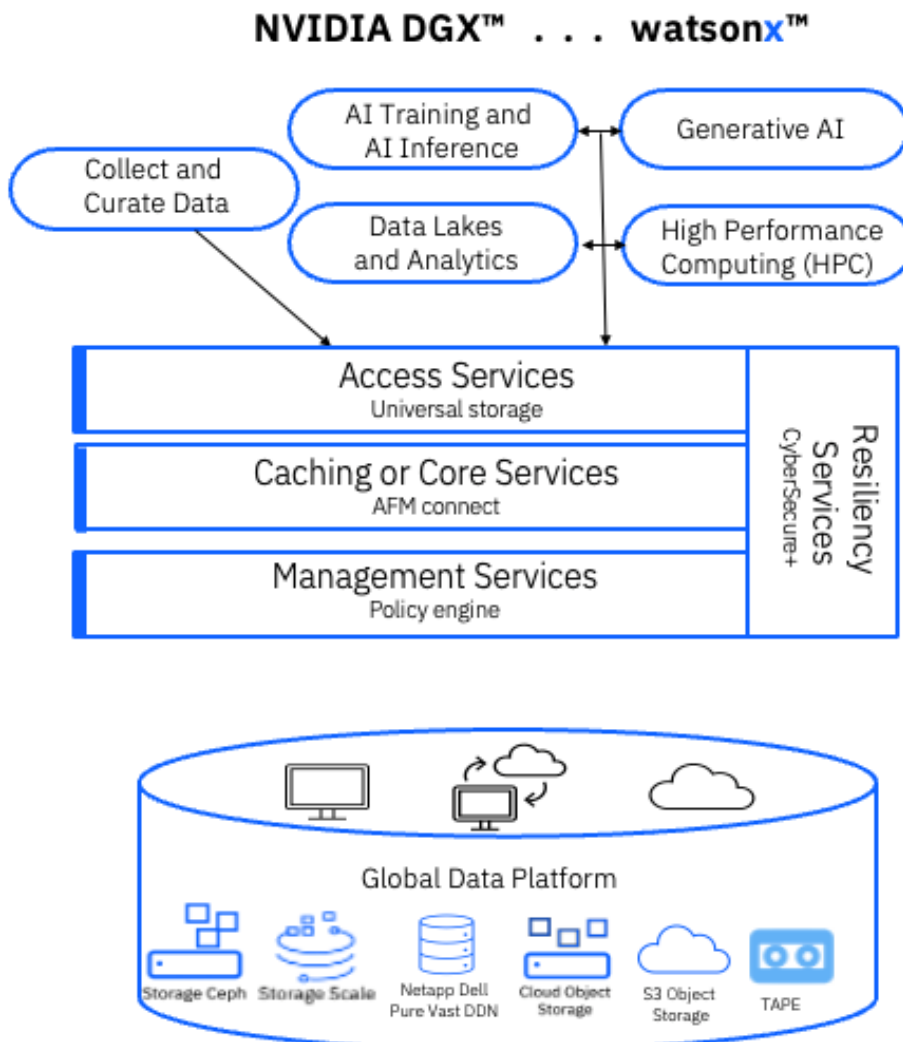 NVIDIA DGX™ . . . watsonx™
AI Training and
AI Inference
Generative AI
Collect and
Curate Data
Data Lakes
and Analytics
High Performance
Computing (HPC)
Access Services
Universal storage
Caching or Core Services
AFM connect
Management Services
Policy engine
Resiliency
Services
CyberSecure+
Global Data Platform
Storage Ceph
Storage Scale
Netapp Dell
Pure Vast DDN
Cloud Object
Storage
S3 Object
Storage
TAPE